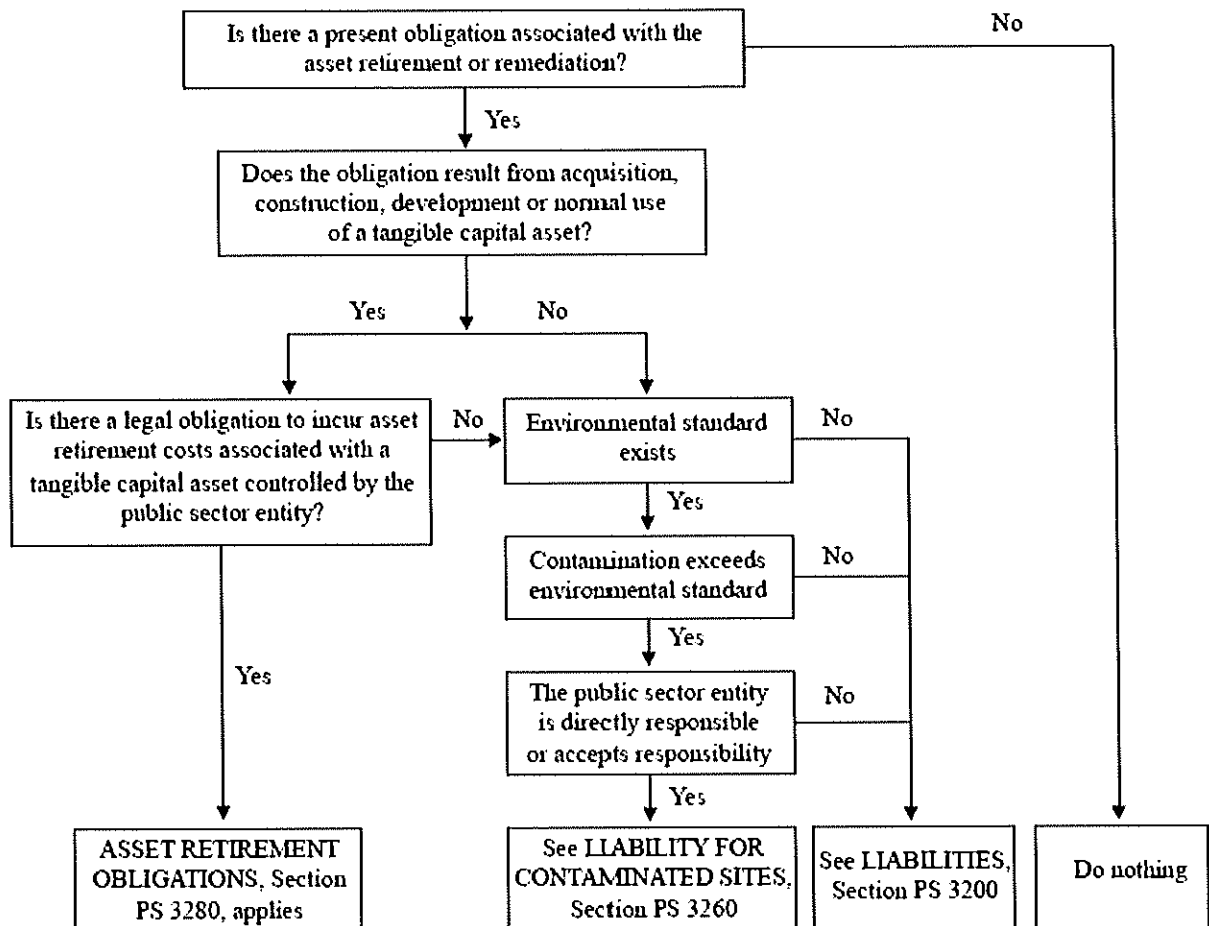 Is there a present obligation associated with the
asset retirement or remediation?
No
Yes
Does the obligation result from acquisition,
construction, development or normal use
of a tangible capital asset?
Yes
No
Is there a legal obligation to incur asset
retirement costs associated with a
tangible capital asset controlled by the
public sector entity?
No
Environmental standard
exists
No
Yes
Contamination exceeds
environmental standard
No
Yes
Yes
The public sector entity
is directly responsible
or accepts responsibility
No
Yes
ASSET RETIREMENT
OBLIGATIONS, Section
PS 3280, applies
See LIABILITY FOR
CONTAMINATED SITES,
Section PS 3260
See LIABILITIES,
Section PS 3200
Do nothing